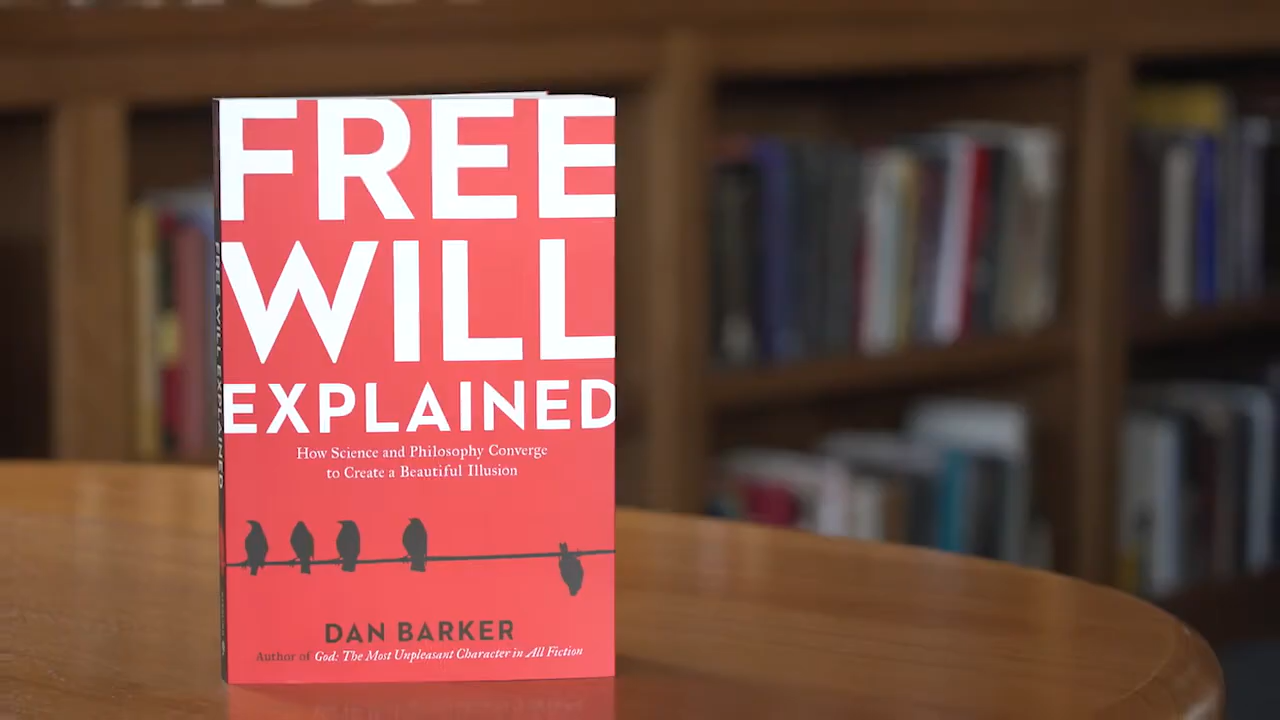 FREE
WILL
EXPLAINED
How Science and Philosophy Converge
to Create a Beautiful Illusion
DAN BARKER
Author of God: The Most Unpleasant Character in All Fiction
FREE WILL EXPLAINED